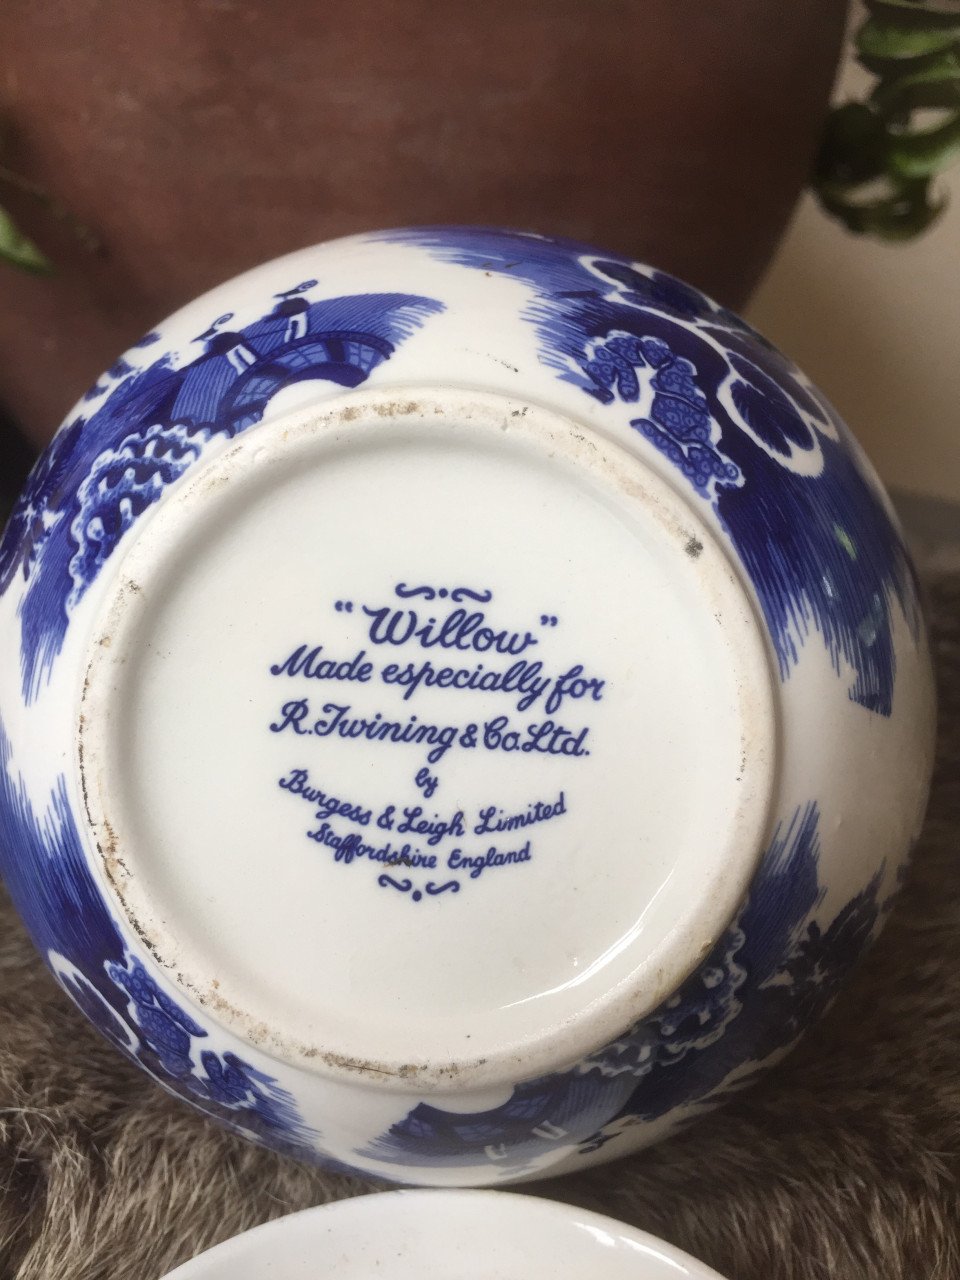 "Willow"
Made especially for
R. Twining & Co. Ltd.
by
Burgess & Leigh Limited
Staffordshire England